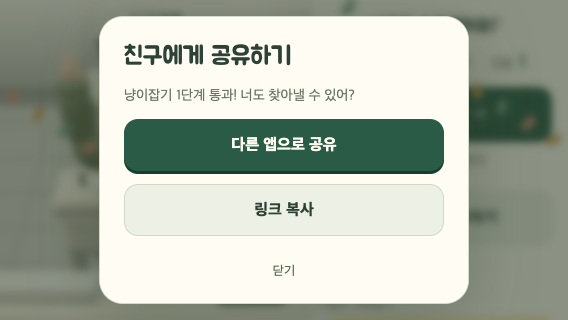 친구에게 공유하기
냥이잡기 1단계 통과! 너도 찾아낼 수 있어?
다른 앱으로 공유
링크 복사
닫기